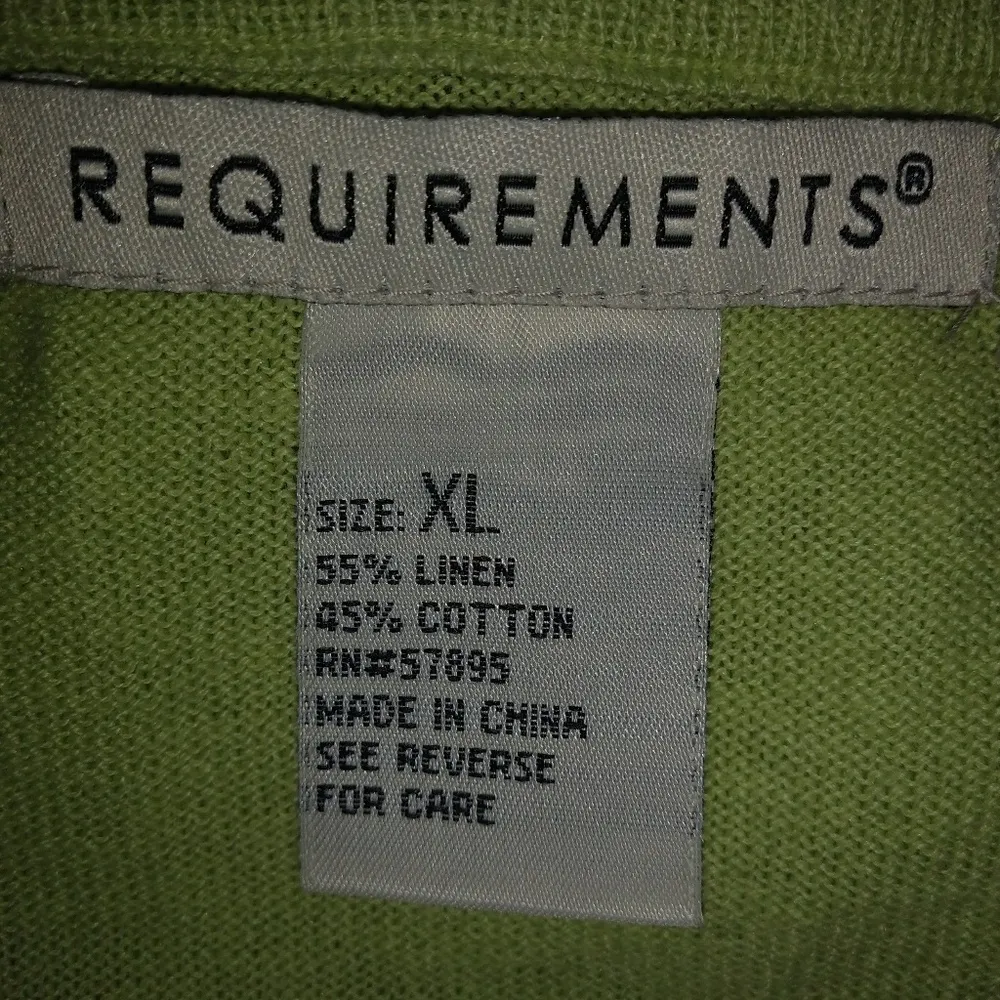 REQUIREMENTS®
SIZE: XL
55% LINEN
45% COTTON
RN#57895
MADE IN CHINA
SEE REVERSE
FOR CARE